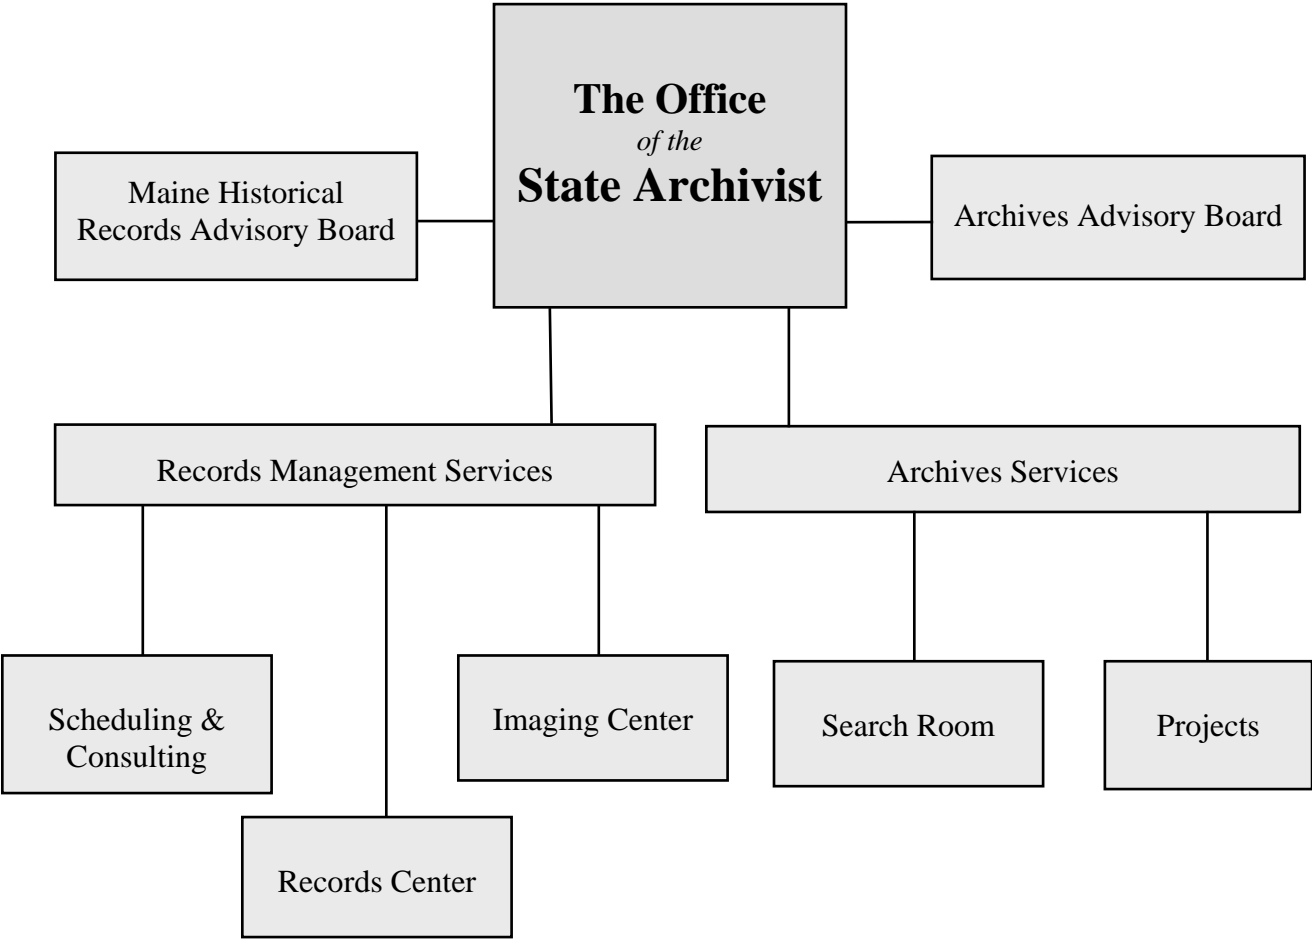 The Office
of the
State Archivist
Maine Historical
Records Advisory Board
Archives Advisory Board
Records Management Services
Archives Services
Scheduling &
Consulting
Imaging Center
Search Room
Projects
Records Center